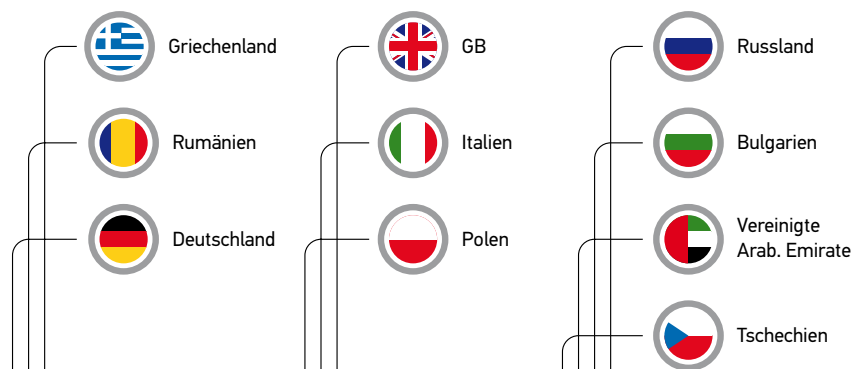 Griechenland
Rumänien
Deutschland
GB
Italien
Polen
Russland
Bulgarien
Vereinigte
Arab. Emirate
Tschechien